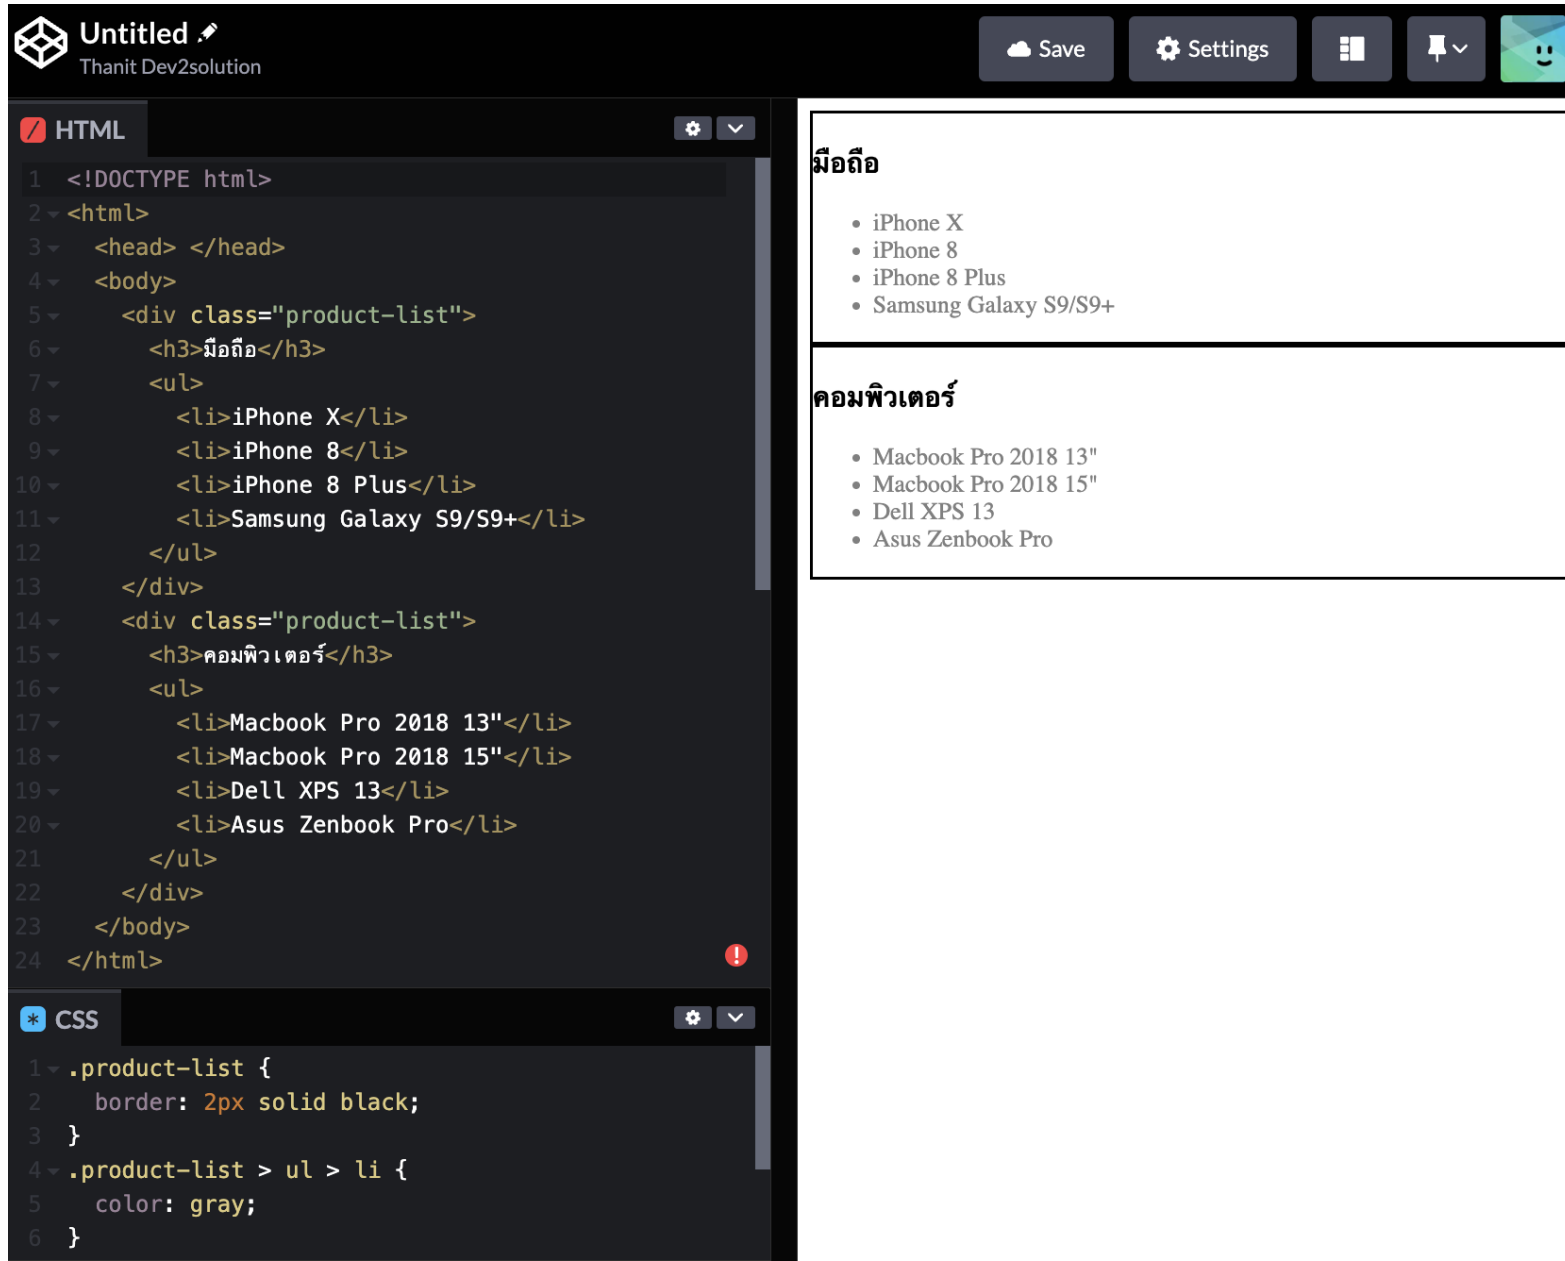 Untitled
Thanit Dev2solution
Save
Settings
HTML
1 <!DOCTYPE html>
2 <html>
3 <head> </head>
4 <body>
5 <div class="product-list">
6 <h3>มือถือ</h3>
7 <ul>
8 <li>iPhone X</li>
9 <li>iPhone 8</li>
10 <li>iPhone 8 Plus</li>
11 <li>Samsung Galaxy S9/S9+</li>
12 </ul>
13 </div>
14 <div class="product-list">
15 <h3>คอมพิวเตอร์</h3>
16 <ul>
17 <li>Macbook Pro 2018 13"</li>
18 <li>Macbook Pro 2018 15"</li>
19 <li>Dell XPS 13</li>
20 <li>Asus Zenbook Pro</li>
21 </ul>
22 </div>
23 </body>
24 </html>
CSS
1 .product-list {
2 border: 2px solid black;
3 }
4 .product-list > ul > li {
5 color: gray;
6 }
มือถือ
• iPhone X
• iPhone 8
• iPhone 8 Plus
• Samsung Galaxy S9/S9+
คอมพิวเตอร์
• Macbook Pro 2018 13"
• Macbook Pro 2018 15"
• Dell XPS 13
• Asus Zenbook Pro